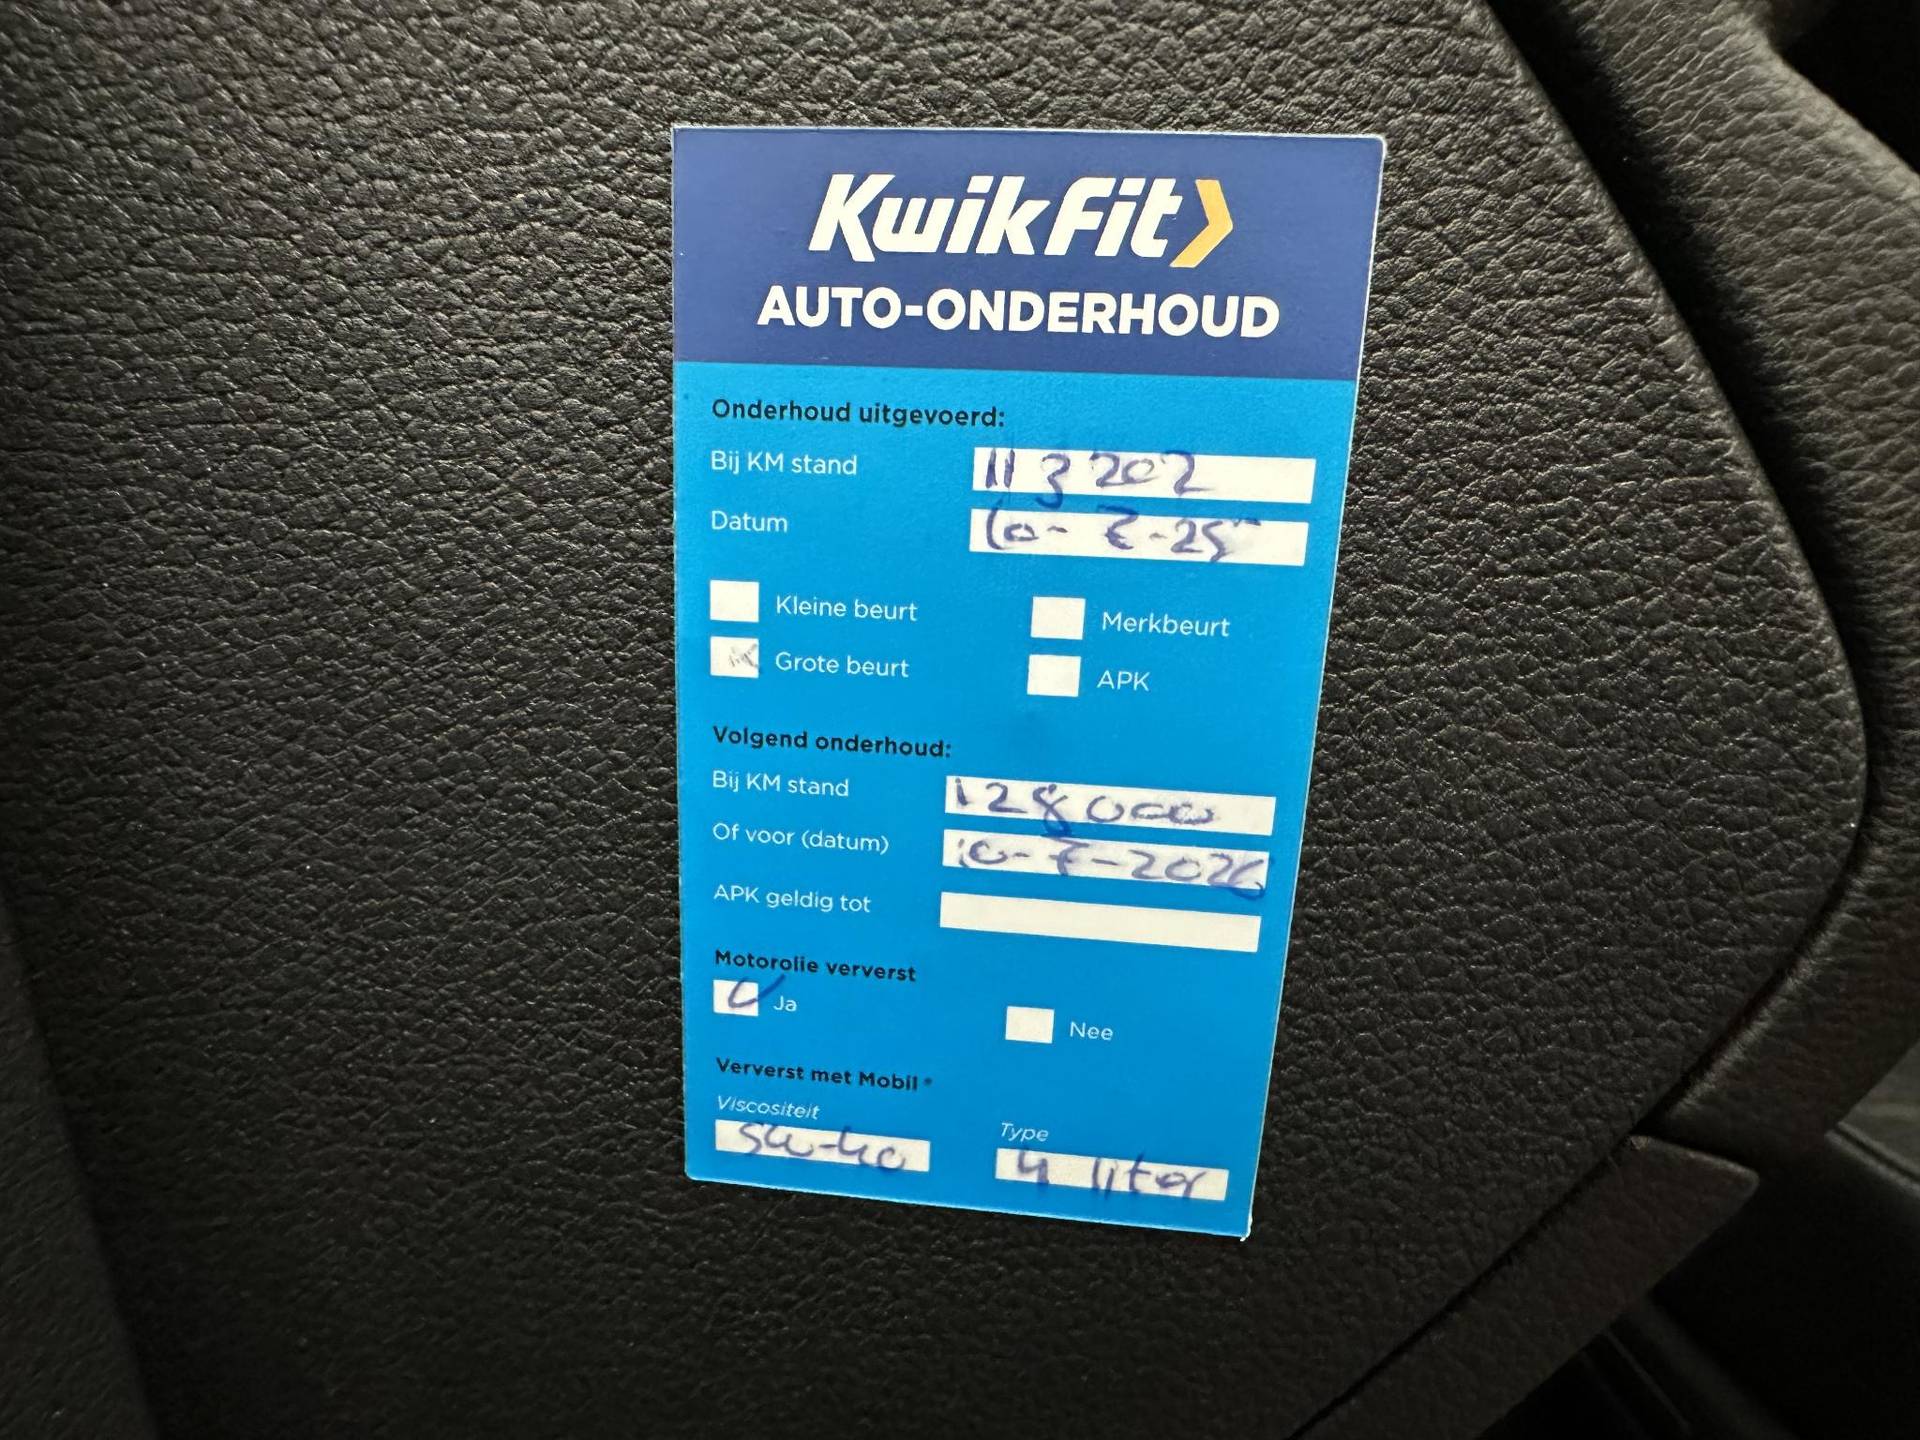 KwikFit
AUTO-ONDERHOUD
Onderhoud uitgevoerd:
Bij KM stand 113202
Datum 10-7-25
Kleine beurt Merkbeurt
Grote beurt APK
Volgend onderhoud:
Bij KM stand 128000
Of voor (datum) 10-7-2026
APK geldig tot
Motorolie ververst
Ja Nee
Ververst met Mobil
Viscositeit Type
5w-40 4 liter